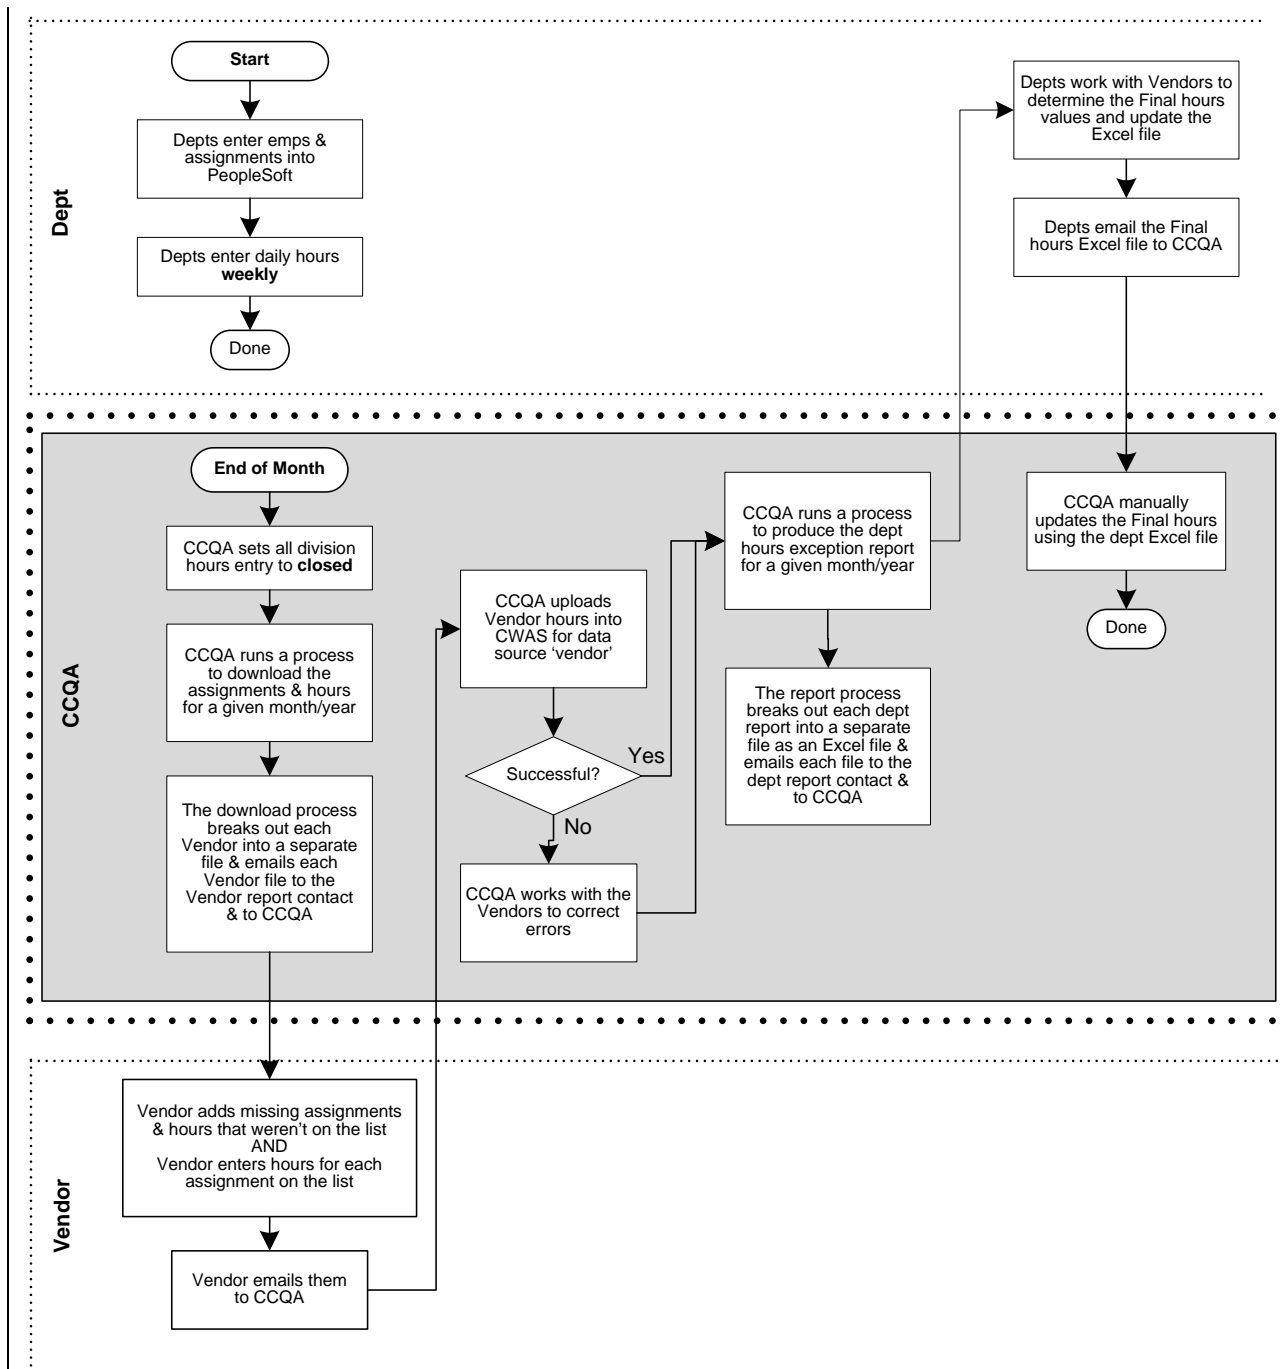 Dept
Start
Depts enter emps &
assignments into
PeopleSoft
Depts enter daily hours
weekly
Done
Depts work with Vendors to
determine the Final hours
values and update the
Excel file
Depts email the Final
hours Excel file to CCQA
CCQA
End of Month
CCQA sets all division
hours entry to closed
CCQA runs a process
to download the
assignments & hours
for a given month/year
The download process
breaks out each
Vendor into a separate
file & emails each
Vendor file to the
Vendor report contact
& to CCQA
CCQA uploads
Vendor hours into
CWAS for data
source ‘vendor’
Successful?
Yes
No
CCQA works with the
Vendors to correct
errors
CCQA runs a process
to produce the dept
hours exception report
for a given month/year
The report process
breaks out each dept
report into a separate
file as an Excel file &
emails each file to the
dept report contact &
to CCQA
CCQA manually
updates the Final hours
using the dept Excel file
Done
Vendor
Vendor adds missing assignments
& hours that weren’t on the list
AND
Vendor enters hours for each
assignment on the list
Vendor emails them
to CCQA